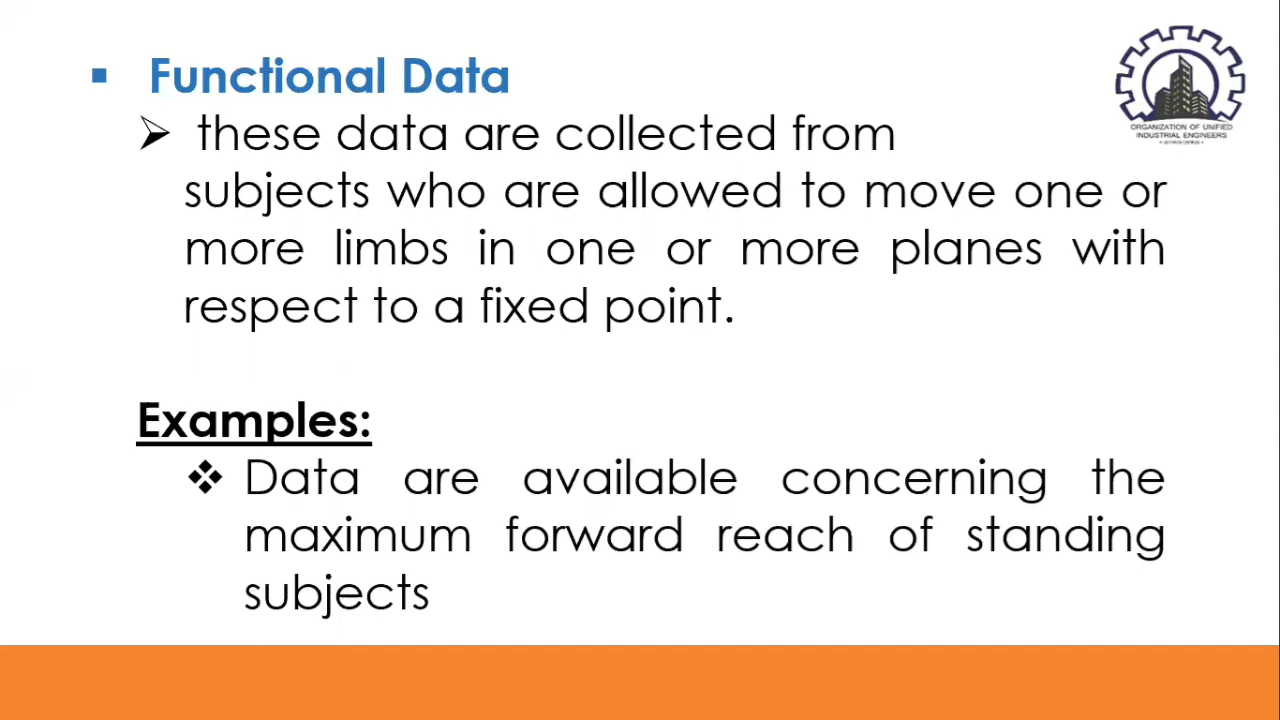 Functional Data
these data are collected from
subjects who are allowed to move one or
more limbs in one or more planes with
respect to a fixed point.
Examples:
Data are available concerning the
maximum forward reach of standing
subjects
ORGANIZATION OF UNIFIED
INDUSTRIAL ENGINEERS